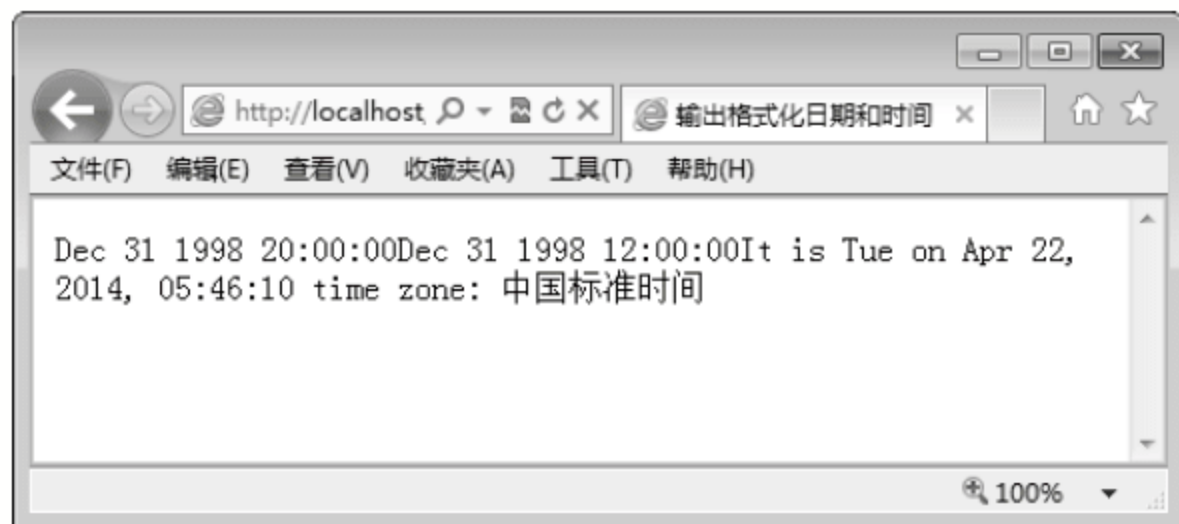 http://localhost
输出格式化日期和时间
文件(F) 编辑(E) 查看(V) 收藏夹(A) 工具(T) 帮助(H)
Dec 31 1998 20:00:00Dec 31 1998 12:00:00It is Tue on Apr 22,
2014, 05:46:10 time zone: 中国标准时间
100%